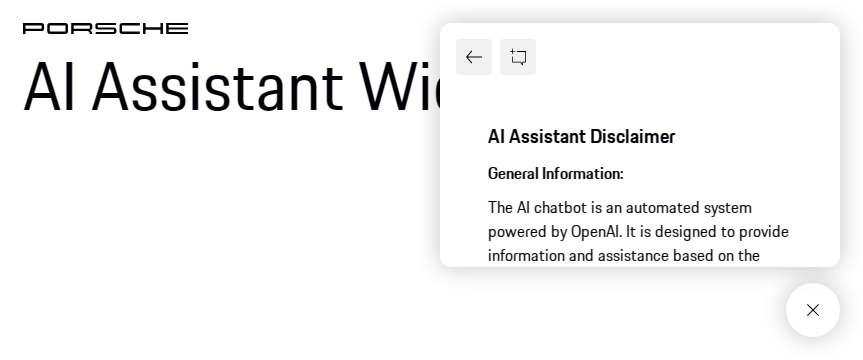 PORSCHE
AI Assistant Wi
AI Assistant Disclaimer
General Information:
The AI chatbot is an automated system
powered by OpenAI. It is designed to provide
information and assistance based on the